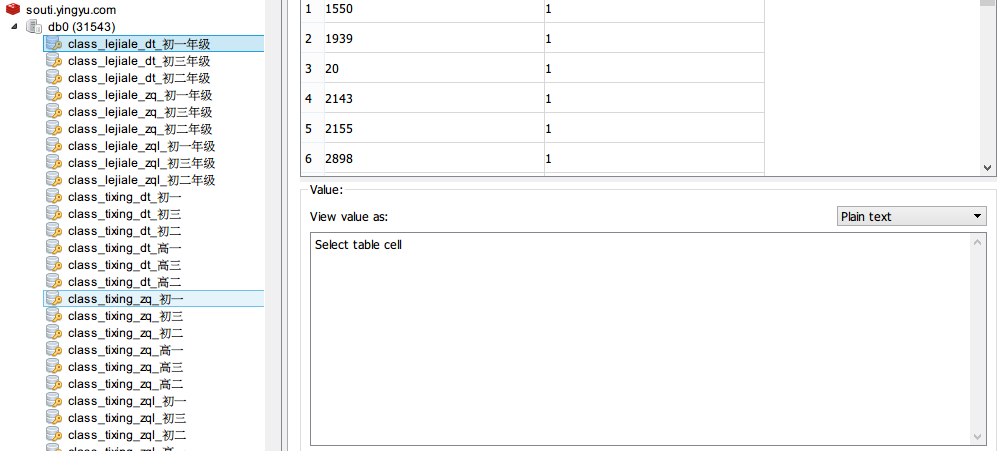 souti.yingyu.com
db0 (31543)
class_lejiale_dt_初一年级
class_lejiale_dt_初三年级
class_lejiale_dt_初二年级
class_lejiale_zq_初一年级
class_lejiale_zq_初三年级
class_lejiale_zq_初二年级
class_lejiale_zql_初一年级
class_lejiale_zql_初三年级
class_lejiale_zql_初二年级
class_tixing_dt_初一
class_tixing_dt_初三
class_tixing_dt_初二
class_tixing_dt_高一
class_tixing_dt_高三
class_tixing_dt_高二
class_tixing_zq_初一
class_tixing_zq_初三
class_tixing_zq_初二
class_tixing_zq_高一
class_tixing_zq_高三
class_tixing_zq_高二
class_tixing_zql_初一
class_tixing_zql_初三
class_tixing_zql_初二
class_tixing_zql_高一
1 1550 1
2 1939 1
3 20 1
4 2143 1
5 2155 1
6 2898 1
Value:
View value as:
Plain text
Select table cell